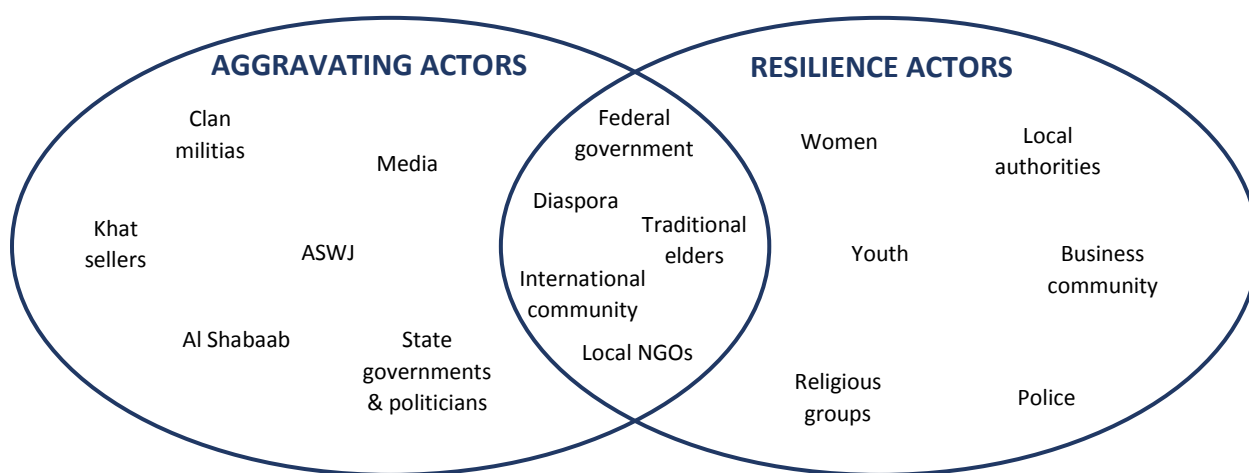 AGGRAVATING ACTORS
Clan
militias
Media
Khat
sellers
ASWJ
Al Shabaab
State
governments
& politicians
Federal
government
Diaspora
Traditional
elders
International
community
Local NGOs
RESILIENCE ACTORS
Women
Local
authorities
Youth
Business
community
Religious
groups
Police